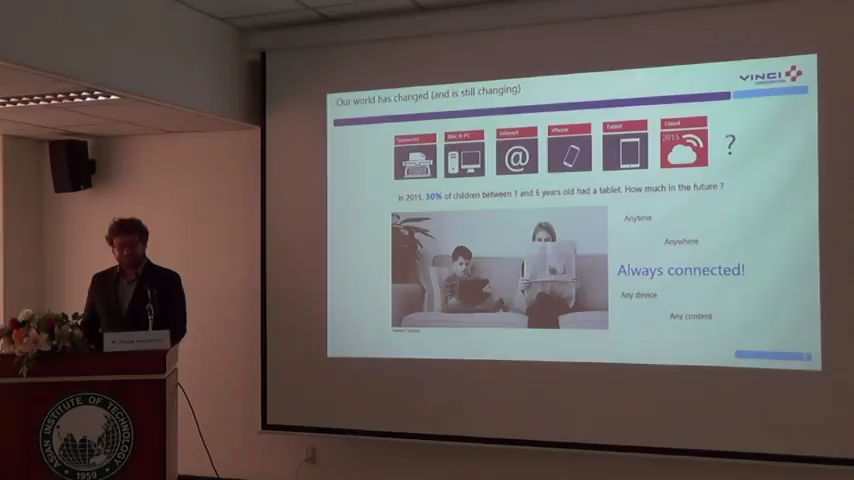 Our world has changed (and is still changing)
VINCI
Mac & PC
Internet
iPhone
Tablet
Cloud
2015
?
In 2015, 30% of children between 1 and 6 years old had a tablet. How much in the future ?
Anytime
Anywhere
Always connected!
Any device
Any content
ASIAN INSTITUTE OF TECHNOLOGY
1959